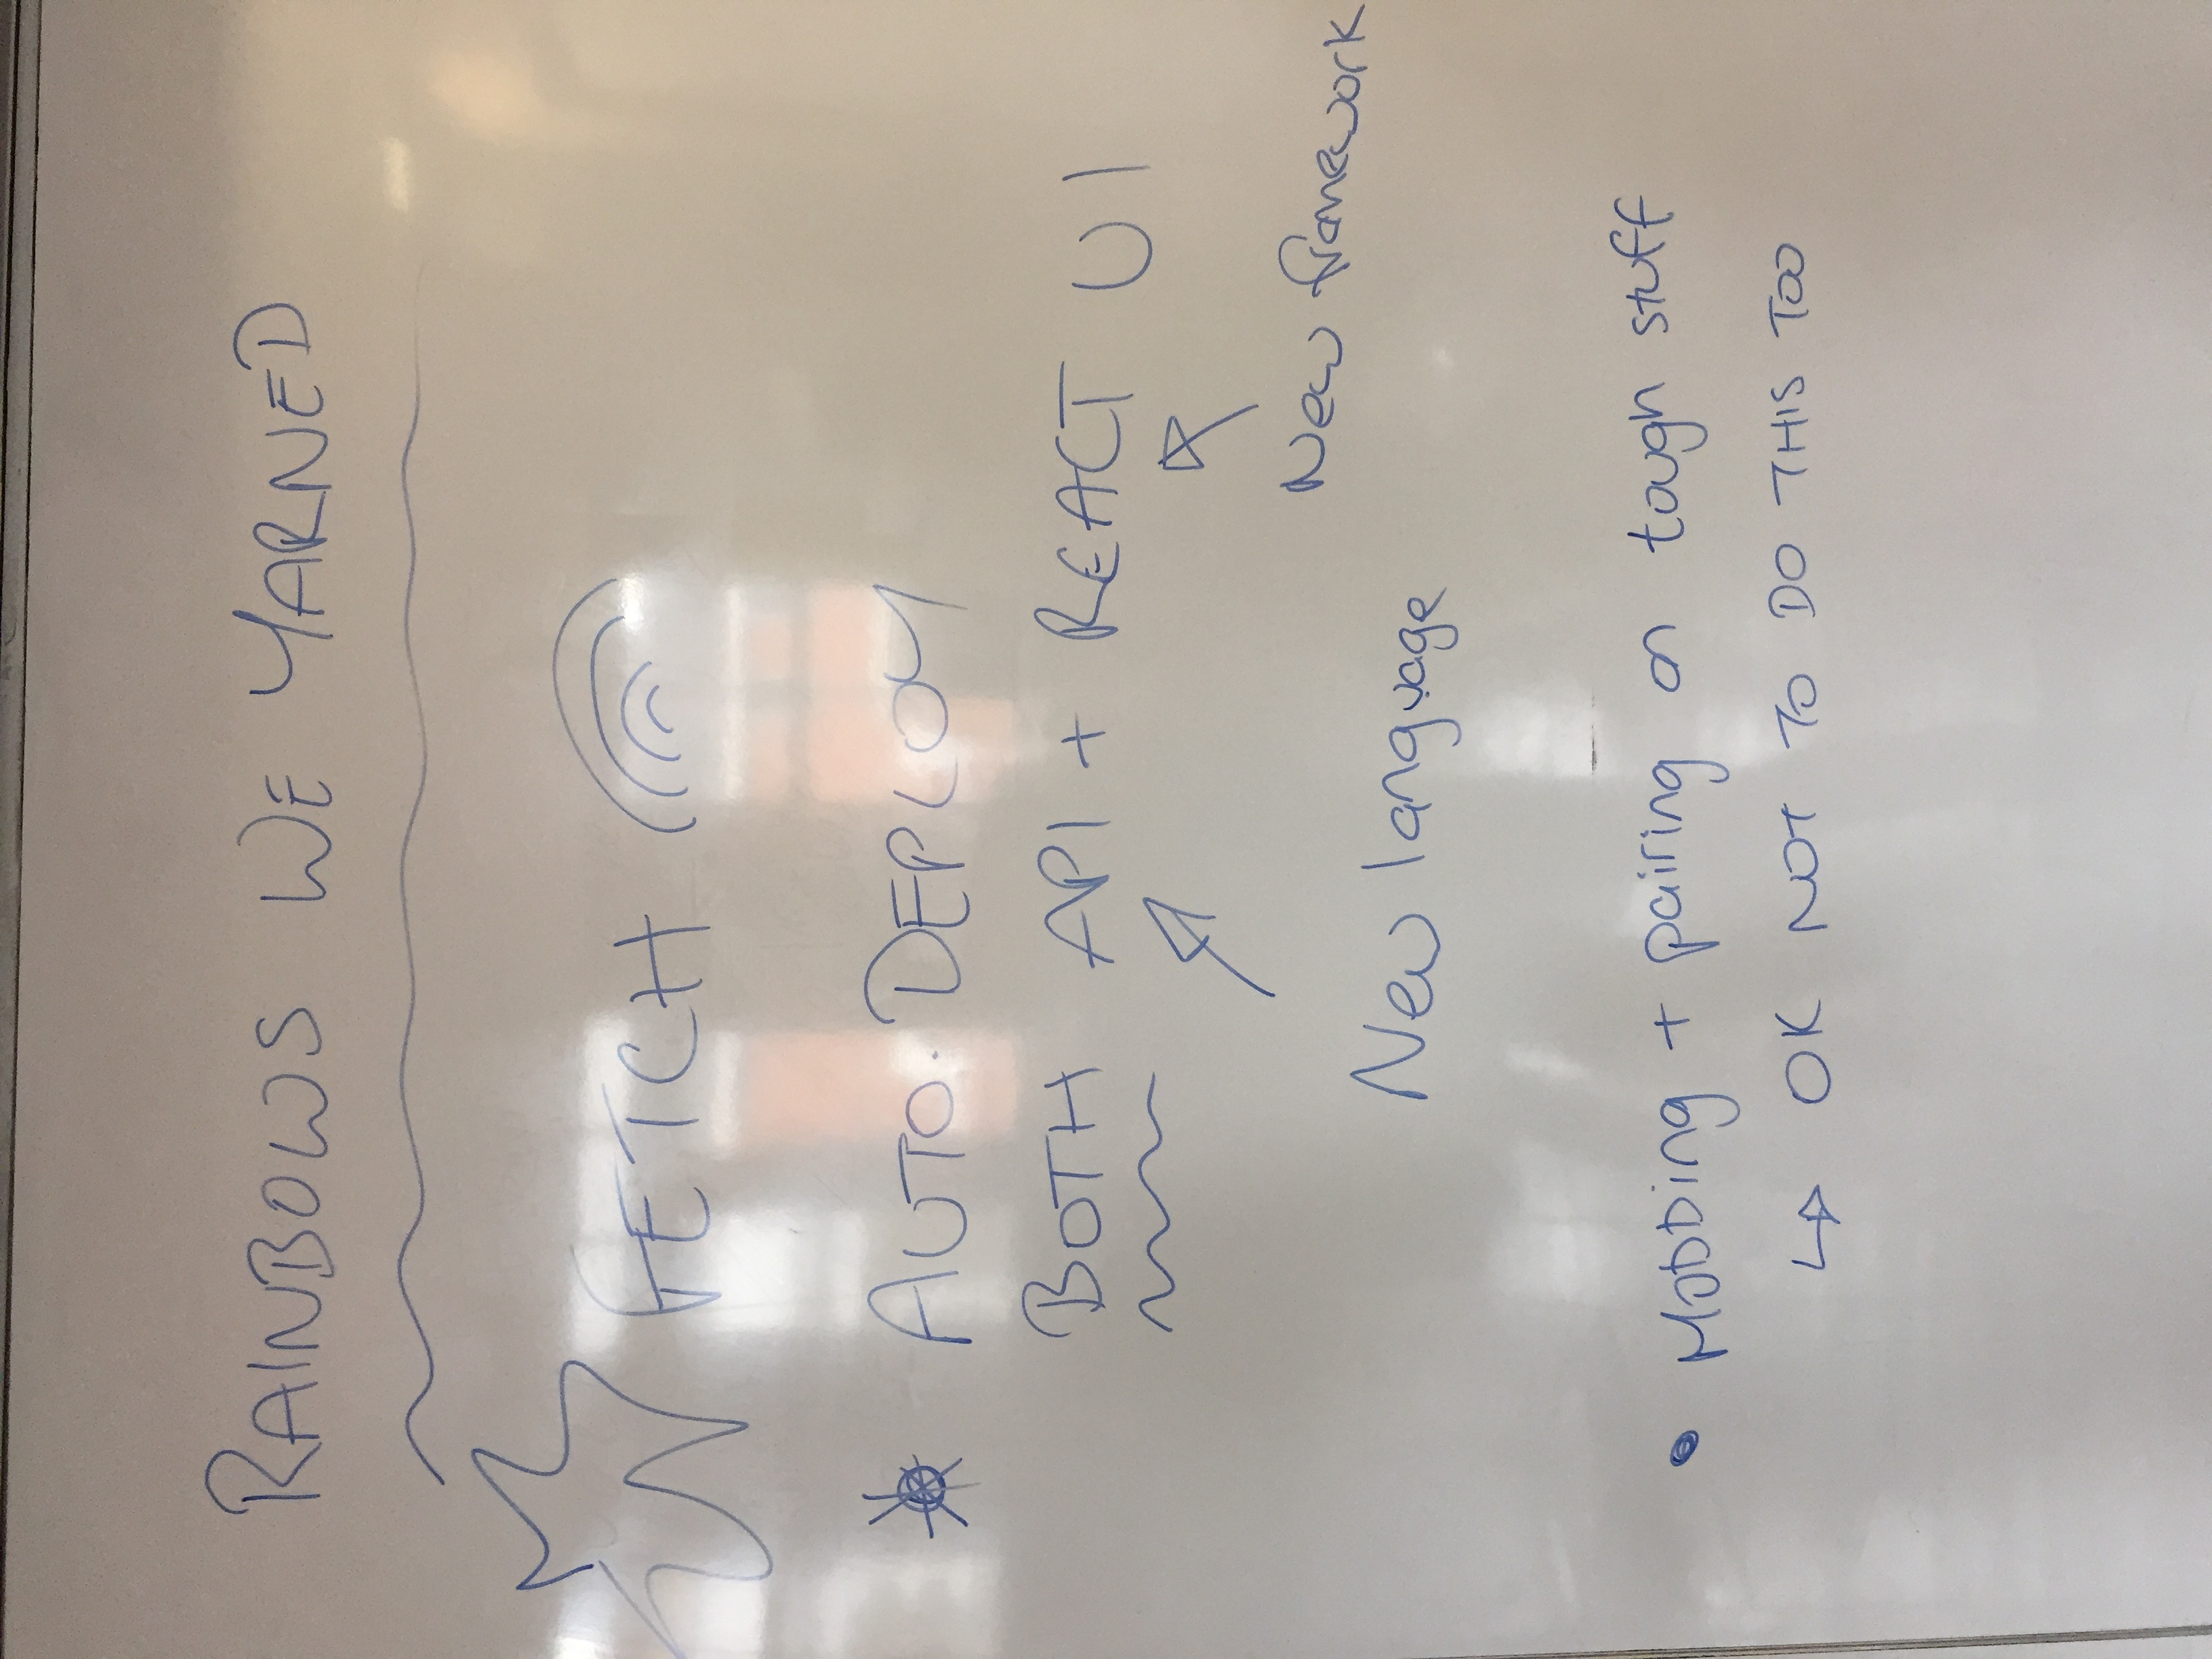 RAINBOWS WE YARNED
FETCH
AUTO. DEPLOY
BOTH API + REACT UI
New framework
New language
• Mobbing + pairing on tough stuff
↳ OK NOT TO DO THIS TOO